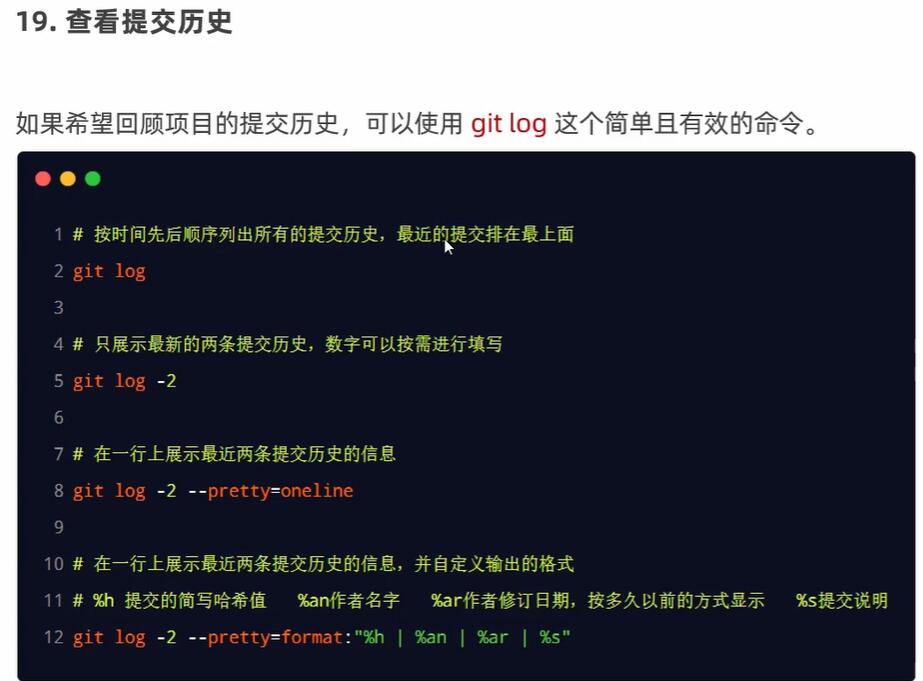 19. 查看提交历史
如果希望回顾项目的提交历史，可以使用 git log 这个简单且有效的命令。
1 # 按时间先后顺序列出所有的提交历史，最近的提交排在最上面
2 git log
3
4 # 只展示最新的两条提交历史，数字可以按需进行填写
5 git log -2
6
7 # 在一行上展示最近两条提交历史的信息
8 git log -2 --pretty=oneline
9
10 # 在一行上展示最近两条提交历史的信息，并自定义输出的格式
11 # %h 提交的简写哈希值   %an作者名字   %ar作者修订日期，按多久以前的方式显示   %s提交说明
12 git log -2 --pretty=format:"%h | %an | %ar | %s"